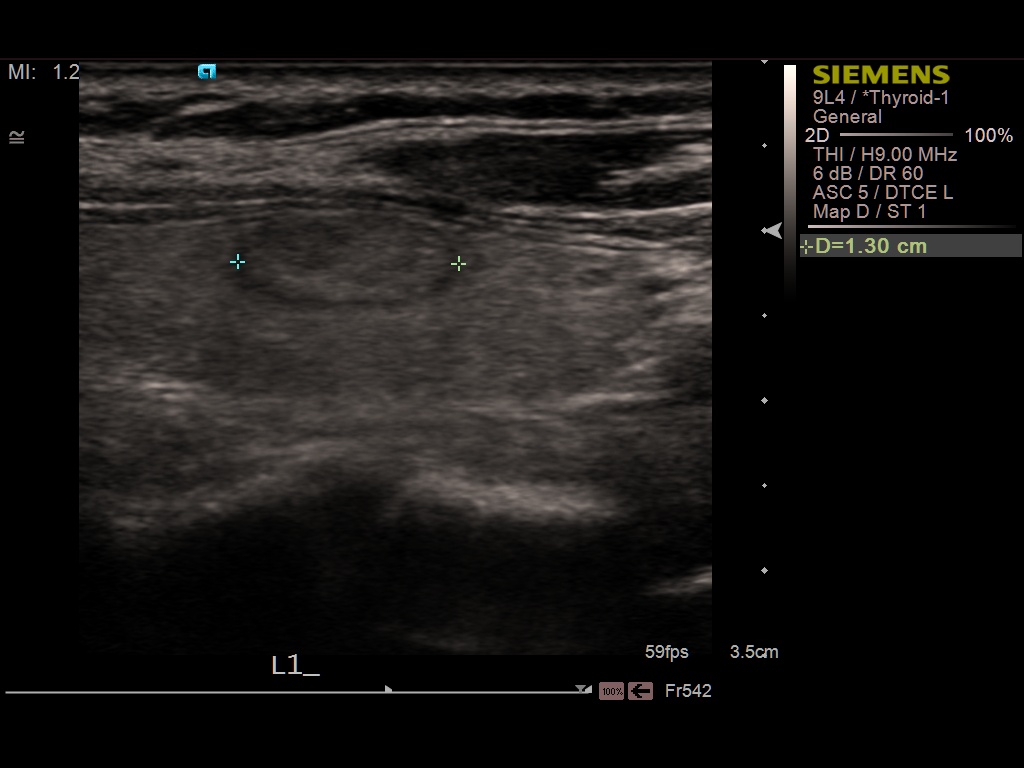 MI: 1.2
SIEMENS
9L4 / *Thyroid-1
General
2D 100%
THI / H9.00 MHz
6 dB / DR 60
ASC 5 / DTCE L
Map D / ST 1
D=1.30 cm
59fps 3.5cm
L1_
100% Fr542